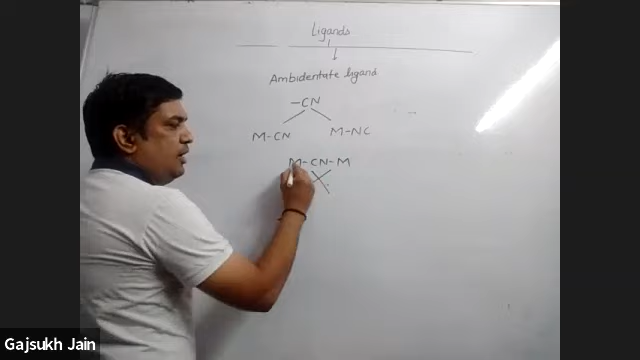 Ligands
Ambidentate ligand
-CN
M-CN M-NC
M-CN-M
Gajsukh Jain